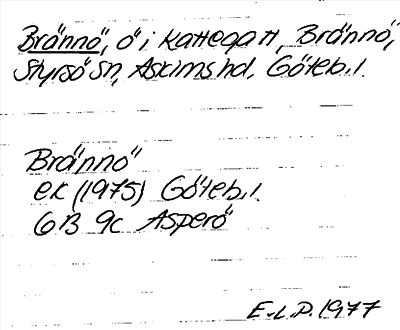 Brännö, ö i Kattegatt, Brännö,
Styrsö sn, Askims hd, Göteb.l.
Brännö
ek (1975) Göteb.l.
6B 9c Asperö
E.L.P. 1977